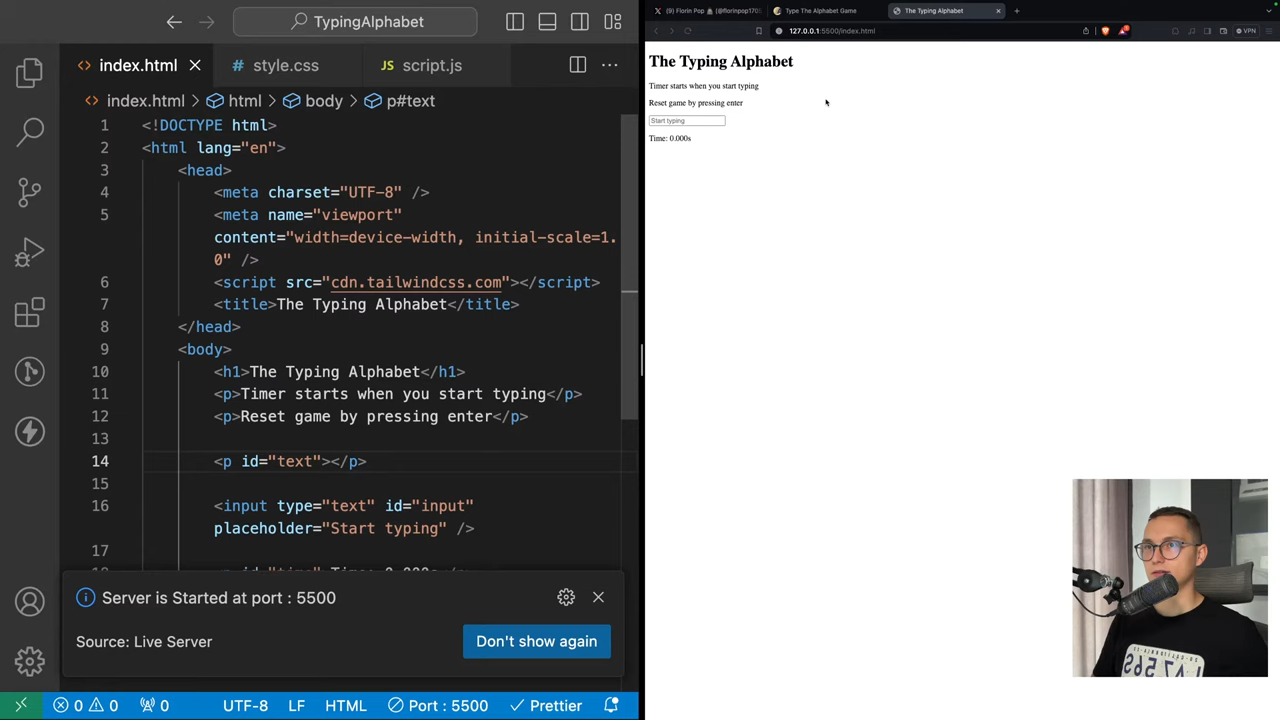 TypingAlphabet
index.html
style.css
JS script.js
index.html html body p#text
1 <!DOCTYPE html>
2 <html lang="en">
3 <head>
4 <meta charset="UTF-8" />
5 <meta name="viewport"
content="width=device-width, initial-scale=1.
0" />
6 <script src="cdn.tailwindcss.com"></script>
7 <title>The Typing Alphabet</title>
8 </head>
9 <body>
10 <h1>The Typing Alphabet</h1>
11 <p>Timer starts when you start typing</p>
12 <p>Reset game by pressing enter</p>
13
14 <p id="text"></p>
15
16 <input type="text" id="input"
placeholder="Start typing" />
17
Server is Started at port : 5500
Source: Live Server
Don't show again
0 0 0 UTF-8 LF HTML Port : 5500 Prettier
(9) Florin Pop
Type The Alphabet Game
The Typing Alphabet
127.0.0.1:5500/index.html
VPN
The Typing Alphabet
Timer starts when you start typing
Reset game by pressing enter
Start typing
Time: 0.000s